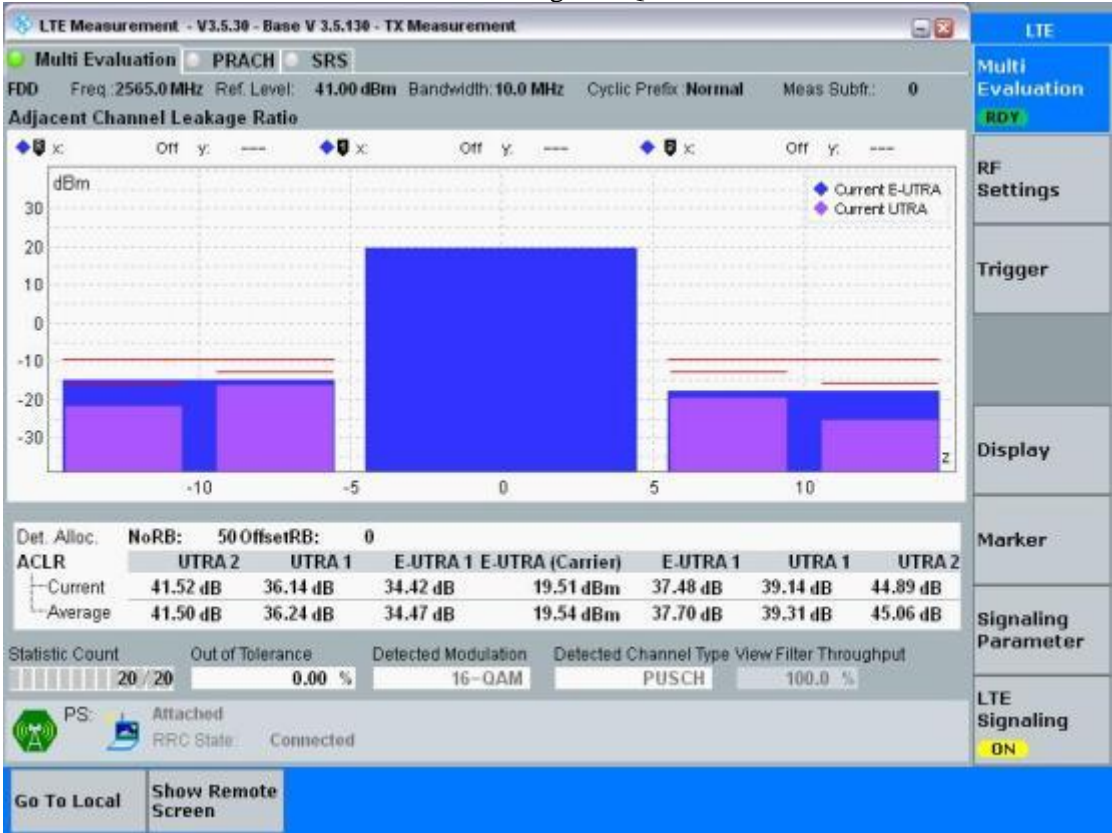 LTE Measurement - V3.5.30 - Base V 3.5.130 - TX Measurement
LTE
Multi Evaluation PRACH SRS
FDD Freq.:2565.0 MHz Ref. Level: 41.00 dBm Bandwidth: 10.0 MHz Cyclic Prefix: Normal Meas Subfr.: 0
Adjacent Channel Leakage Ratio
x: Off y: --- x: Off y: --- x: Off y: ---
dBm
Current E-UTRA
Current UTRA
30
20
10
0
-10
-20
-30
z
-10 -5 0 5 10
Det. Alloc. NoRB: 50 OffsetRB: 0
ACLR UTRA 2 UTRA 1 E-UTRA 1 E-UTRA (Carrier) E-UTRA 1 UTRA 1 UTRA 2
Current 41.52 dB 36.14 dB 34.42 dB 19.51 dBm 37.48 dB 39.14 dB 44.89 dB
Average 41.50 dB 36.24 dB 34.47 dB 19.54 dBm 37.70 dB 39.31 dB 45.06 dB
Statistic Count Out of Tolerance Detected Modulation Detected Channel Type View Filter Throughput
20 / 20 0.00 % 16-QAM PUSCH 100.0 %
PS: Attached
RRC State: Connected
Multi
Evaluation
RDY
RF
Settings
Trigger
Display
Marker
Signaling
Parameter
LTE
Signaling
ON
Go To Local
Show Remote
Screen